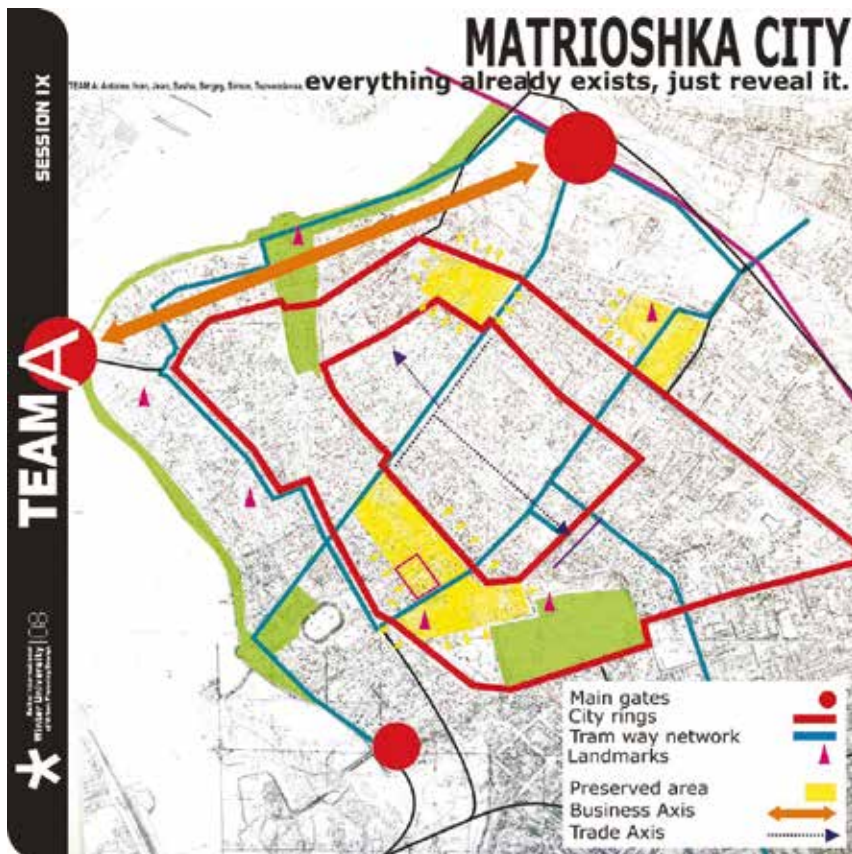 MATRIOSHKA CITY
everything already exists, just reveal it.
TEAM A:
SESSION IX
TEAM A
Winter University 08
Main gates
City rings
Tram way network
Landmarks
Preserved area
Business Axis
Trade Axis